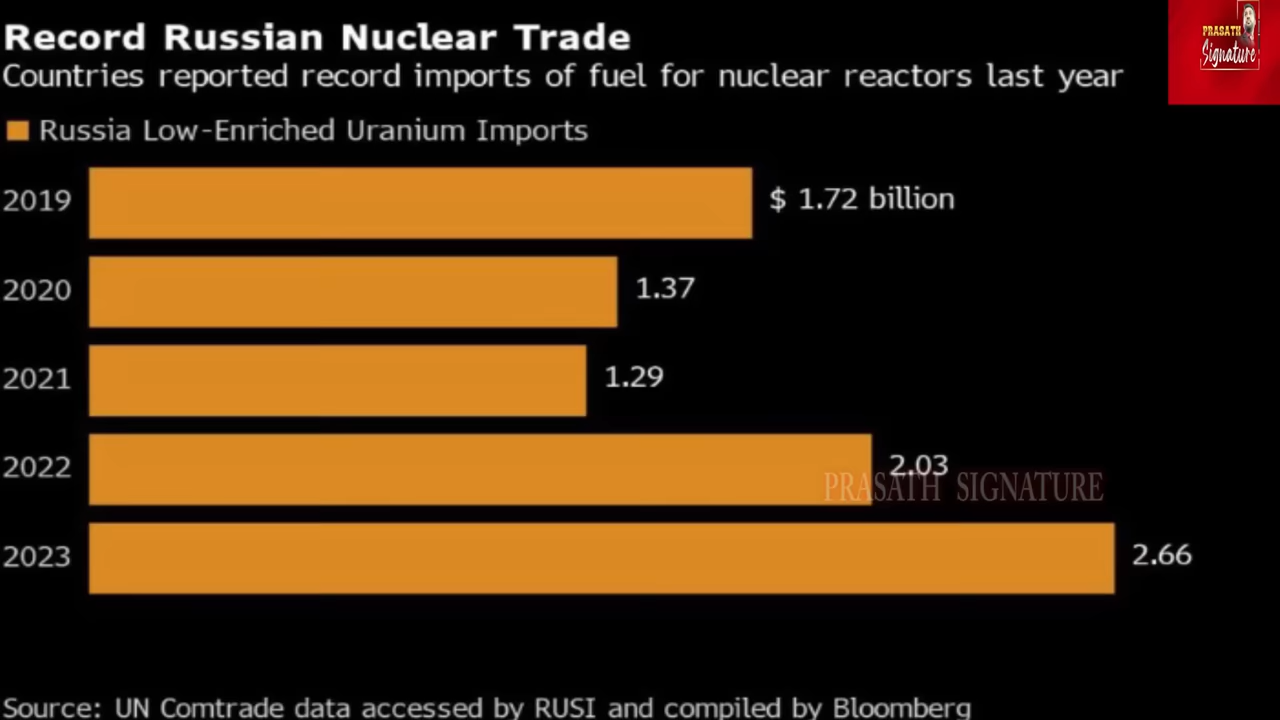 Record Russian Nuclear Trade
Countries reported record imports of fuel for nuclear reactors last year
Russia Low-Enriched Uranium Imports
2019 $ 1.72 billion
2020 1.37
2021 1.29
2022 2.03
2023 2.66
Source: UN Comtrade data accessed by RUSI and compiled by Bloomberg
PRASATH
Signature
PRASATH SIGNATURE